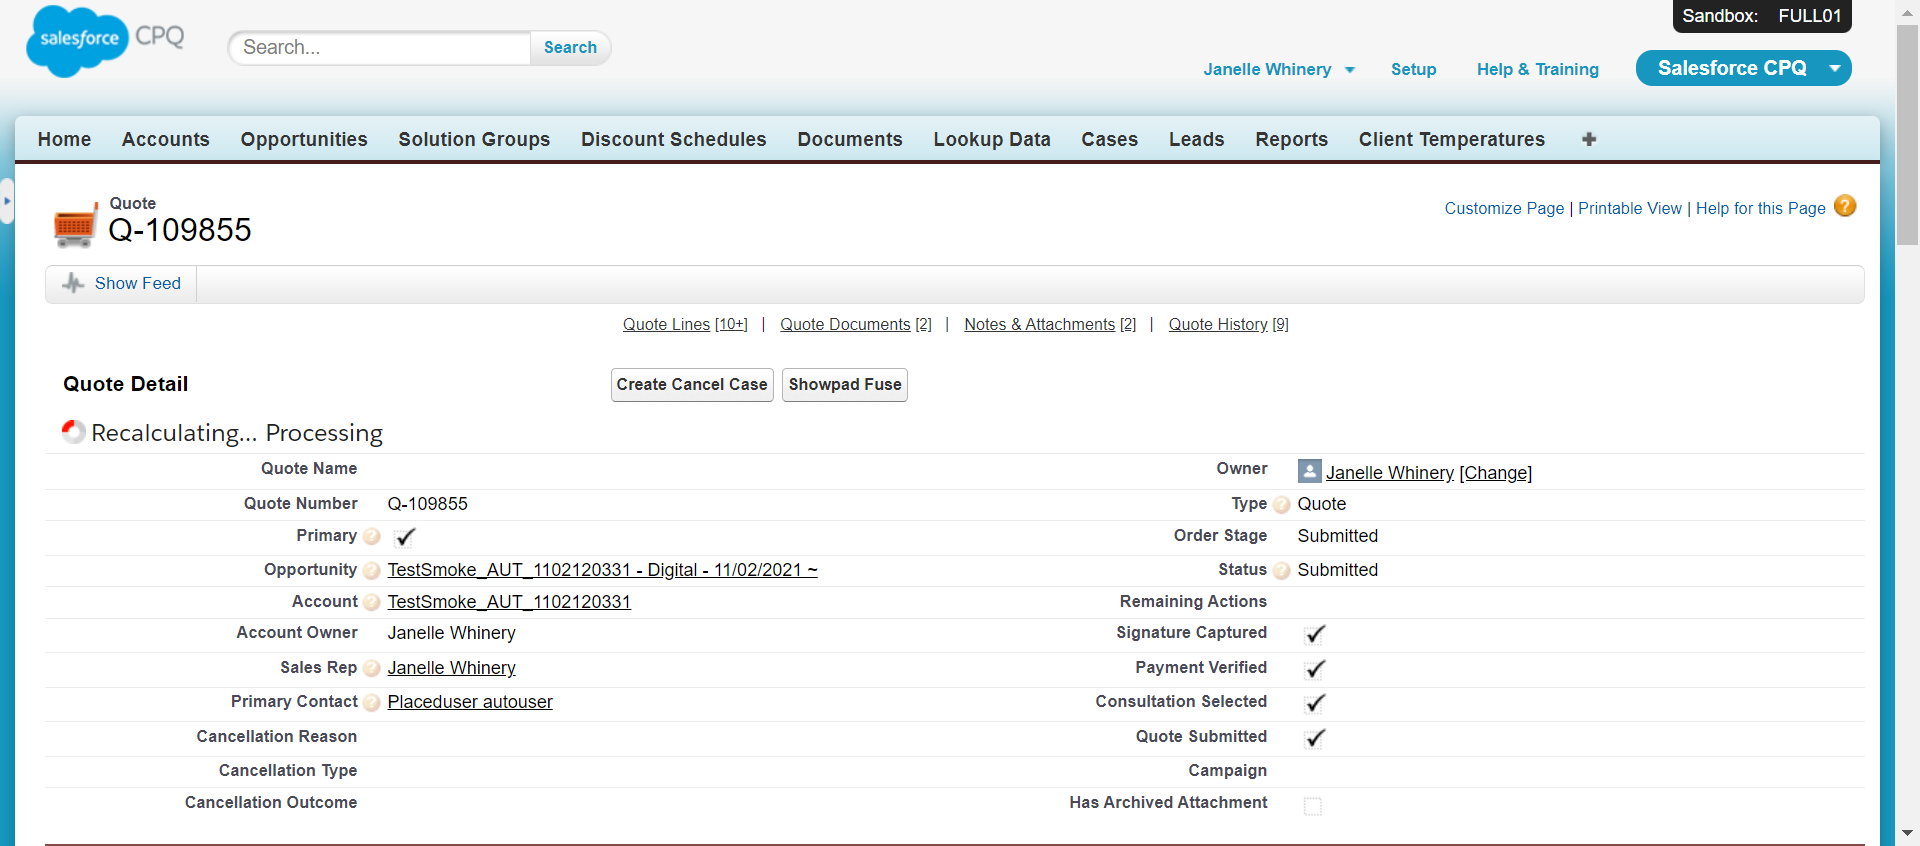 Sandbox: FULL01
salesforce CPQ
Search... Search
Janelle Whinery Setup Help & Training Salesforce CPQ
Home Accounts Opportunities Solution Groups Discount Schedules Documents Lookup Data Cases Leads Reports Client Temperatures
Quote
Q-109855
Customize Page | Printable View | Help for this Page ?
Show Feed
Quote Lines [10+] | Quote Documents [2] | Notes & Attachments [2] | Quote History [9]
Quote Detail Create Cancel Case Showpad Fuse
Recalculating... Processing
Quote Name Owner Janelle Whinery [Change]
Quote Number Q-109855 Type ? Quote
Primary ? Order Stage Submitted
Opportunity ? TestSmoke_AUT_1102120331 - Digital - 11/02/2021 ~ Status ? Submitted
Account ? TestSmoke_AUT_1102120331 Remaining Actions
Account Owner Janelle Whinery Signature Captured
Sales Rep ? Janelle Whinery Payment Verified
Primary Contact ? Placeduser autouser Consultation Selected
Cancellation Reason Quote Submitted
Cancellation Type Campaign
Cancellation Outcome Has Archived Attachment